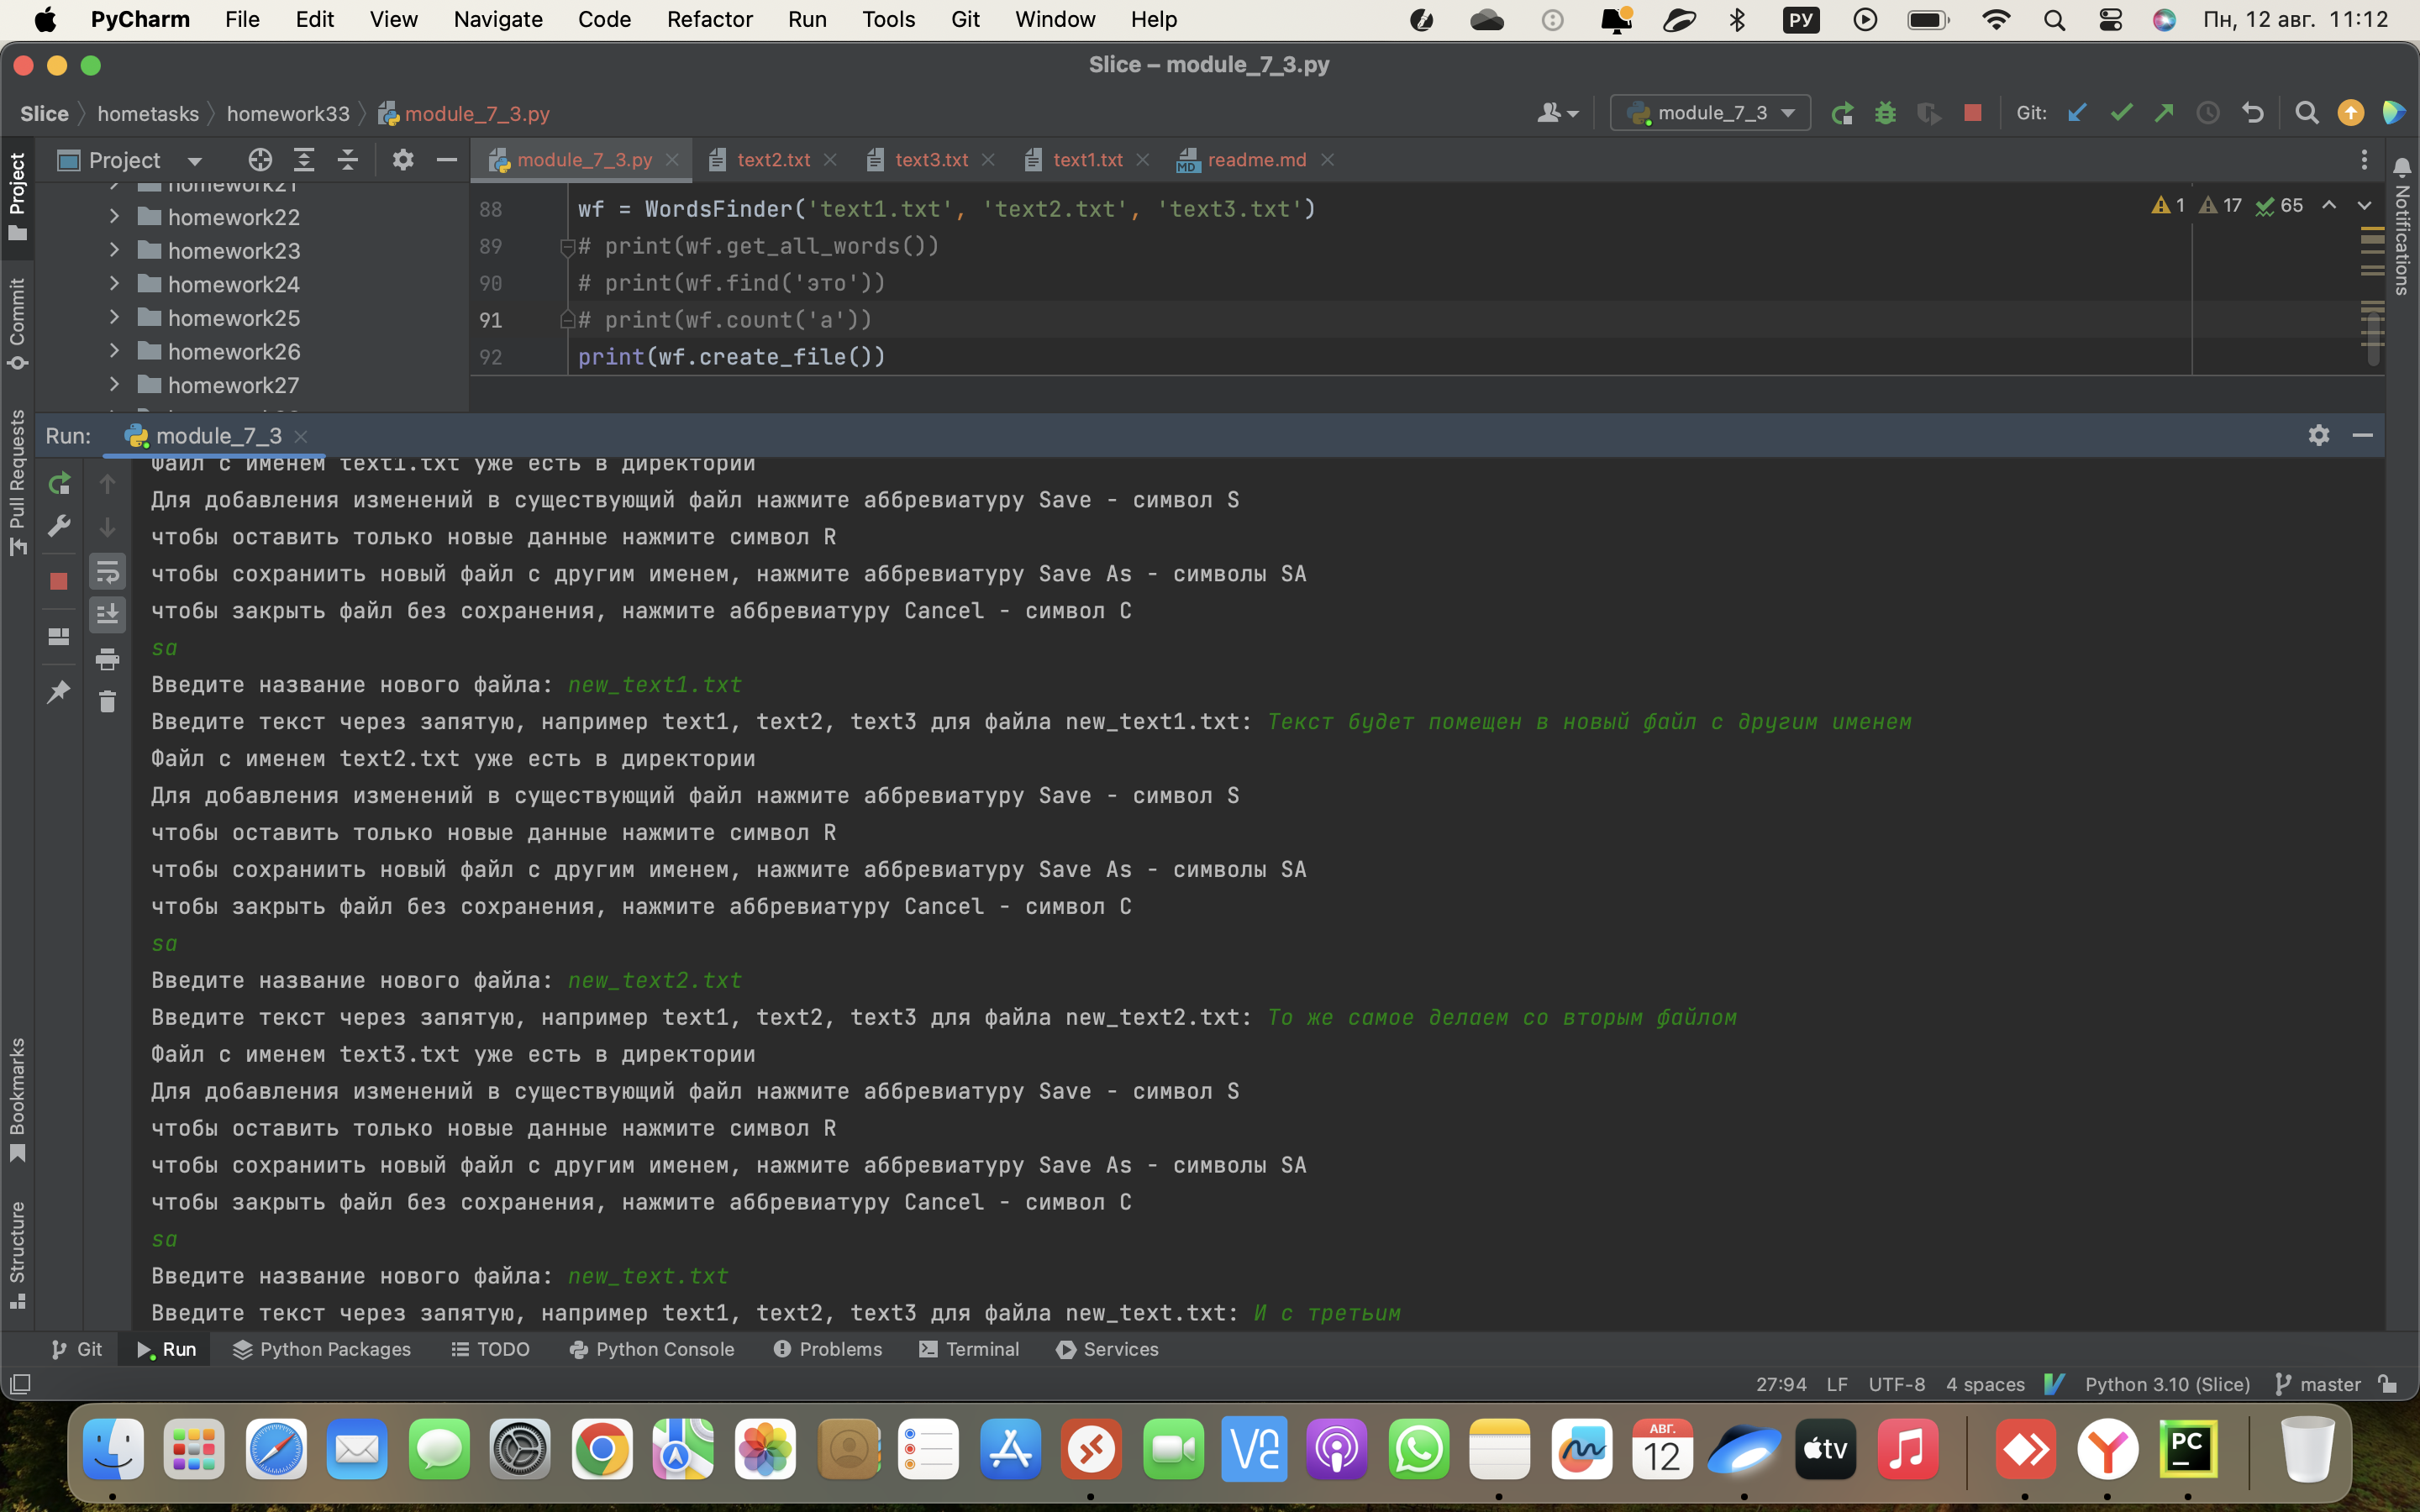 PyCharm File Edit View Navigate Code Refactor Run Tools Git Window Help РУ Пн, 12 авг. 11:12
Slice – module_7_3.py
Slice hometasks homework33 module_7_3.py module_7_3 Git:
Project module_7_3.py text2.txt text3.txt text1.txt readme.md
homework21
homework22
homework23
homework24
homework25
homework26
homework27
88 wf = WordsFinder('text1.txt', 'text2.txt', 'text3.txt')
89 # print(wf.get_all_words())
90 # print(wf.find('это'))
91 # print(wf.count('a'))
92 print(wf.create_file())
1 17 65
Project
Commit
Pull Requests
Bookmarks
Structure
Notifications
Run: module_7_3
Файл с именем text1.txt уже есть в директории
Для добавления изменений в существующий файл нажмите аббревиатуру Save - символ S
чтобы оставить только новые данные нажмите символ R
чтобы сохраниить новый файл с другим именем, нажмите аббревиатуру Save As - символы SA
чтобы закрыть файл без сохранения, нажмите аббревиатуру Cancel - символ C
sa
Введите название нового файла: new_text1.txt
Введите текст через запятую, например text1, text2, text3 для файла new_text1.txt: Текст будет помещен в новый файл с другим именем
Файл с именем text2.txt уже есть в директории
Для добавления изменений в существующий файл нажмите аббревиатуру Save - символ S
чтобы оставить только новые данные нажмите символ R
чтобы сохраниить новый файл с другим именем, нажмите аббревиатуру Save As - символы SA
чтобы закрыть файл без сохранения, нажмите аббревиатуру Cancel - символ C
sa
Введите название нового файла: new_text2.txt
Введите текст через запятую, например text1, text2, text3 для файла new_text2.txt: То же самое делаем со вторым файлом
Файл с именем text3.txt уже есть в директории
Для добавления изменений в существующий файл нажмите аббревиатуру Save - символ S
чтобы оставить только новые данные нажмите символ R
чтобы сохраниить новый файл с другим именем, нажмите аббревиатуру Save As - символы SA
чтобы закрыть файл без сохранения, нажмите аббревиатуру Cancel - символ C
sa
Введите название нового файла: new_text.txt
Введите текст через запятую, например text1, text2, text3 для файла new_text.txt: И с третьим
Git Run Python Packages TODO Python Console Problems Terminal Services
27:94 LF UTF-8 4 spaces Python 3.10 (Slice) master
АВГ.
12
tv
PC